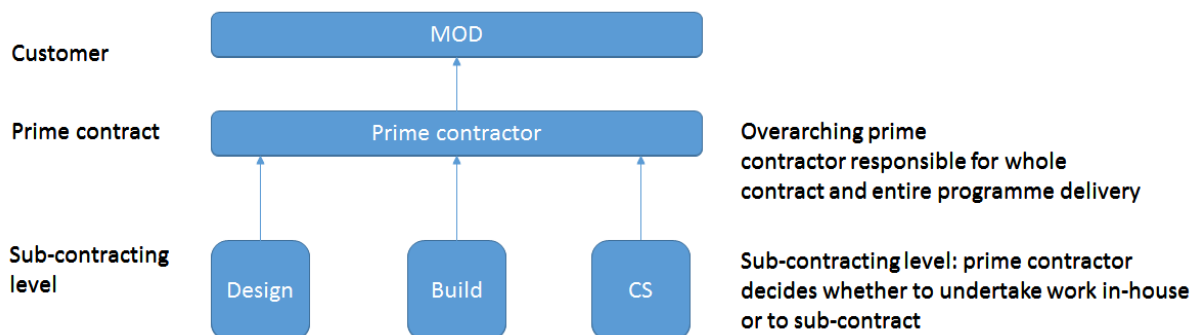 MOD
Customer
Prime contract
Prime contractor
Overarching prime
contractor responsible for whole
contract and entire programme delivery
Sub-contracting
level
Design
Build
CS
Sub-contracting level: prime contractor
decides whether to undertake work in-house
or to sub-contract